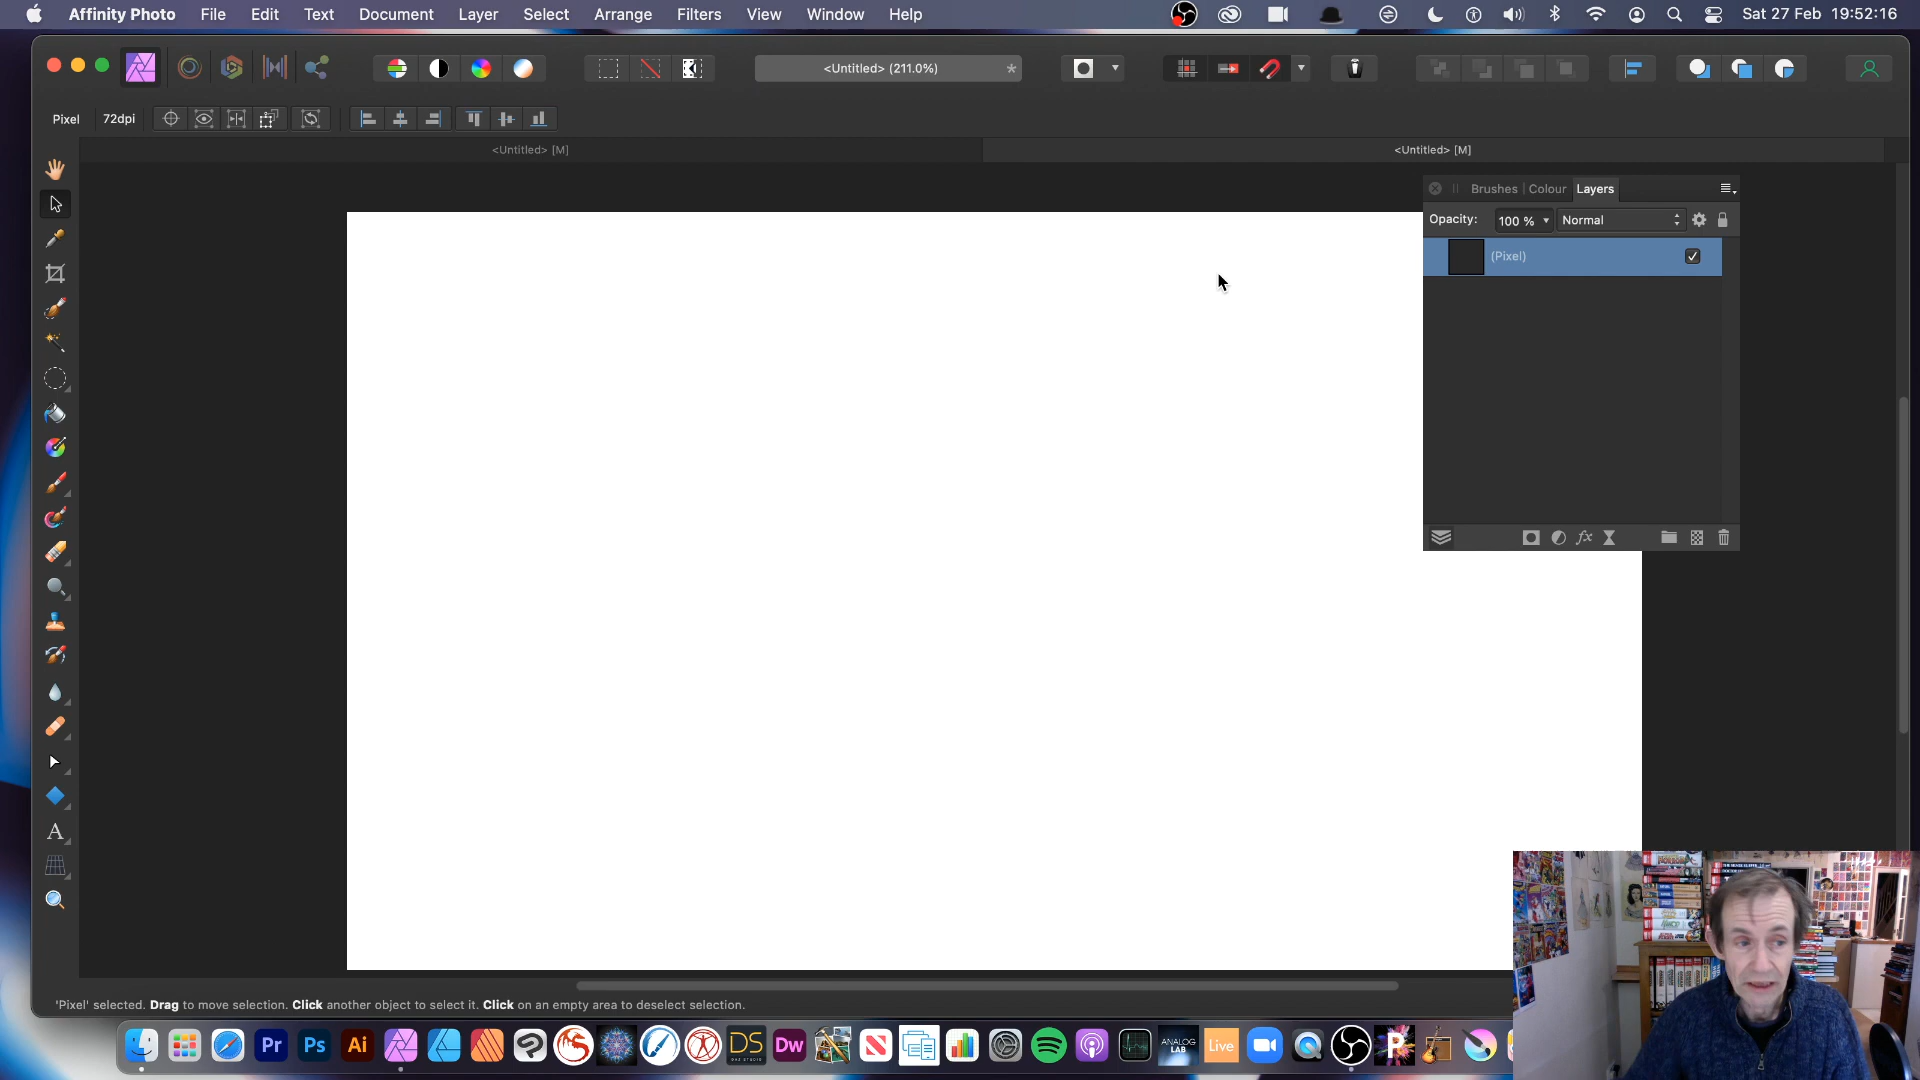 Affinity Photo File Edit Text Document Layer Select Arrange Filters View Window Help Sat 27 Feb 19:52:16
<Untitled> (211.0%) *
Pixel 72dpi
<Untitled> [M] <Untitled> [M]
Brushes Colour Layers
Opacity: 100 % Normal
(Pixel)
A
'Pixel' selected. Drag to move selection. Click another object to select it. Click on an empty area to deselect selection.
Pr Ps Ai DS Dw ANALOG LAB Live P